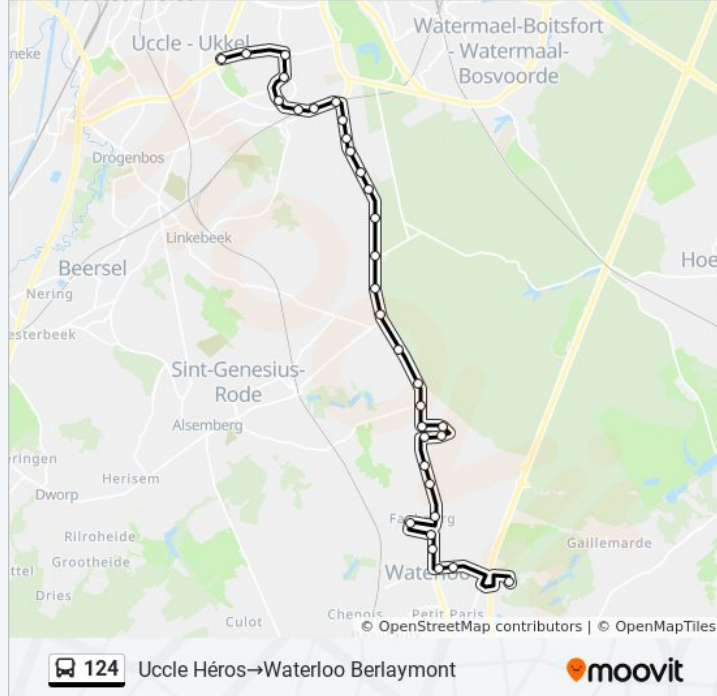 Watermael-Boitsfort
- Watermaal-
Bosvoorde
neke
Uccle - Ukkel
Drogenbos
Linkebeek
Beersel
Hoe
Nering
esterbeek
Sint-Genesius-
Rode
Alsemberg
eringen
Herisem
Dworp
Rilroheide
Grootheide
ttel
Dries
Gaillemarde
Culot
Chenois
Petit Paris
© OpenStreetMap contributors | © OpenMapTiles
124 Uccle Héros→Waterloo Berlaymont
moovit